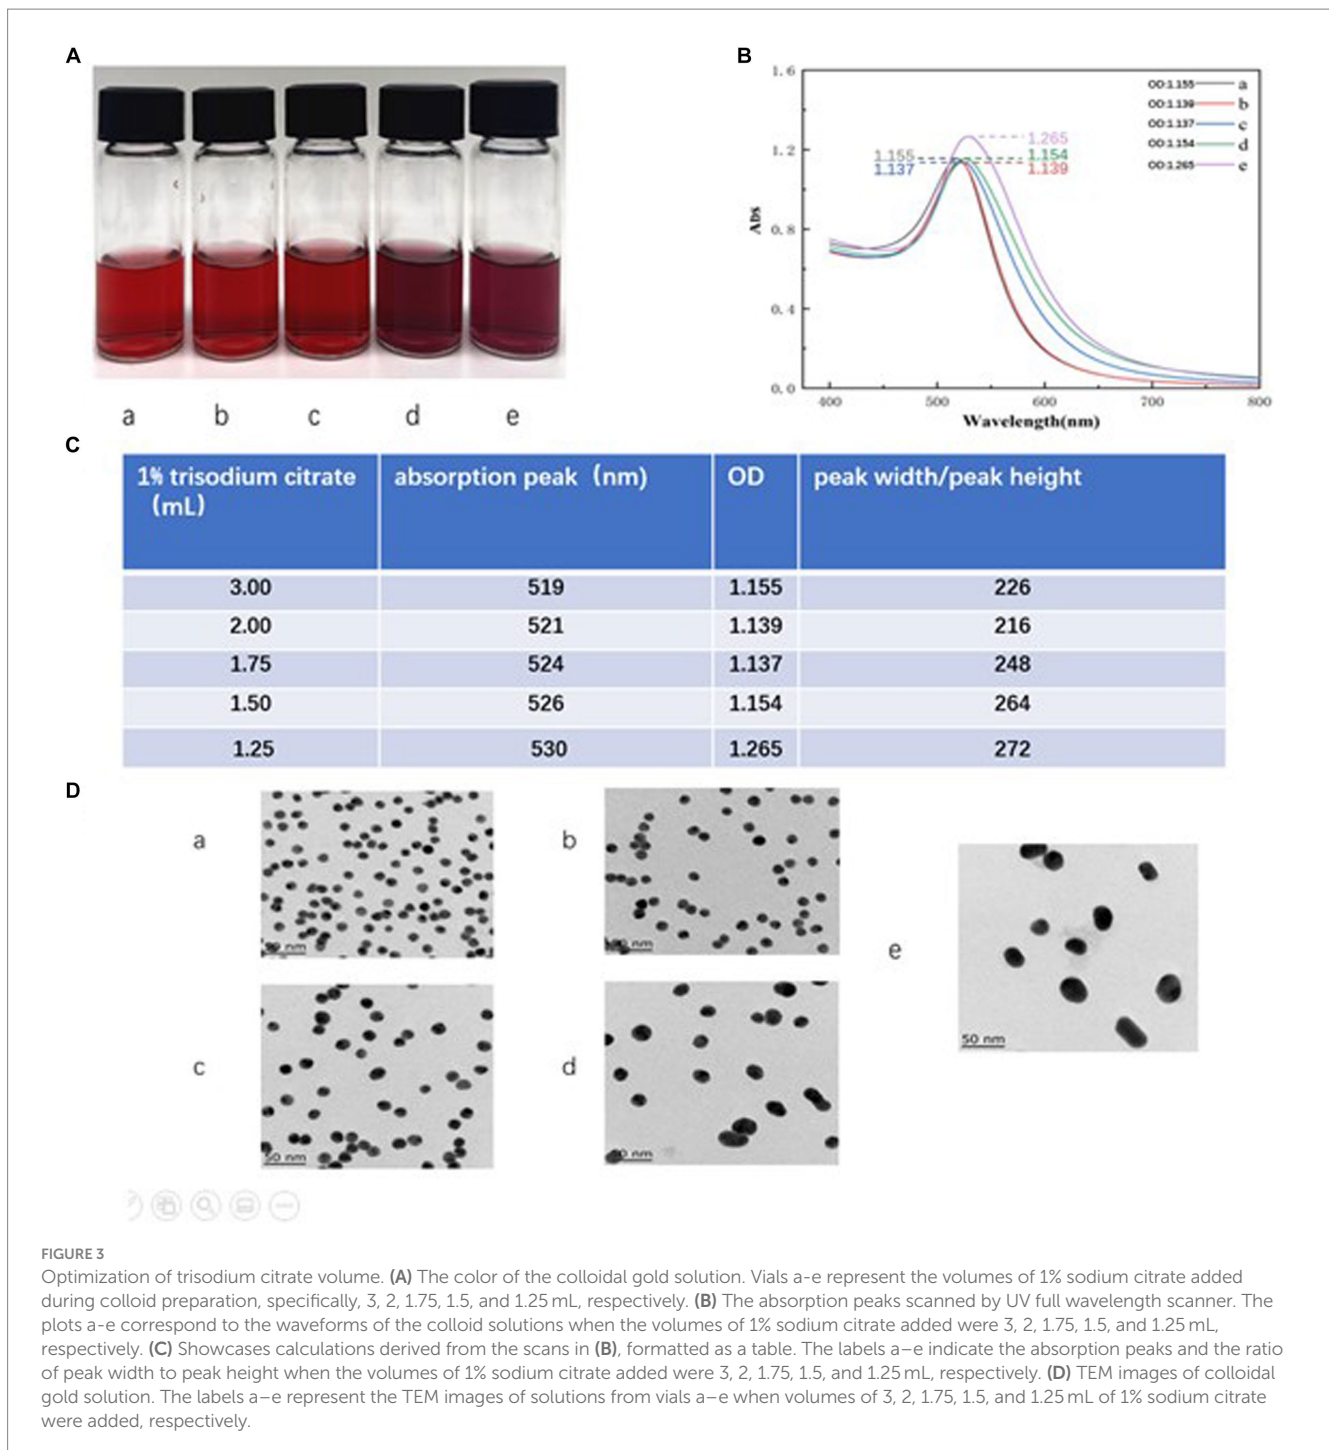 A
a b c d e
B
1.6
1.2
0.8
0.4
0.0
400 500 600 700 800
Abs
Wavelength(nm)
OD:1.155 a
OD:1.139 b
OD:1.137 c
OD:1.154 d
OD:1.265 e
1.265
1.155 1.154
1.137 1.139
C
1% trisodium citrate (mL) absorption peak (nm) OD peak width/peak height
3.00 519 1.155 226
2.00 521 1.139 216
1.75 524 1.137 248
1.50 526 1.154 264
1.25 530 1.265 272
D
a
b
c
d
e
50 nm
FIGURE 3
Optimization of trisodium citrate volume. (A) The color of the colloidal gold solution. Vials a-e represent the volumes of 1% sodium citrate added
during colloid preparation, specifically, 3, 2, 1.75, 1.5, and 1.25 mL, respectively. (B) The absorption peaks scanned by UV full wavelength scanner. The
plots a-e correspond to the waveforms of the colloid solutions when the volumes of 1% sodium citrate added were 3, 2, 1.75, 1.5, and 1.25 mL,
respectively. (C) Showcases calculations derived from the scans in (B), formatted as a table. The labels a–e indicate the absorption peaks and the ratio
of peak width to peak height when the volumes of 1% sodium citrate added were 3, 2, 1.75, 1.5, and 1.25 mL, respectively. (D) TEM images of colloidal
gold solution. The labels a–e represent the TEM images of solutions from vials a–e when volumes of 3, 2, 1.75, 1.5, and 1.25 mL of 1% sodium citrate
were added, respectively.